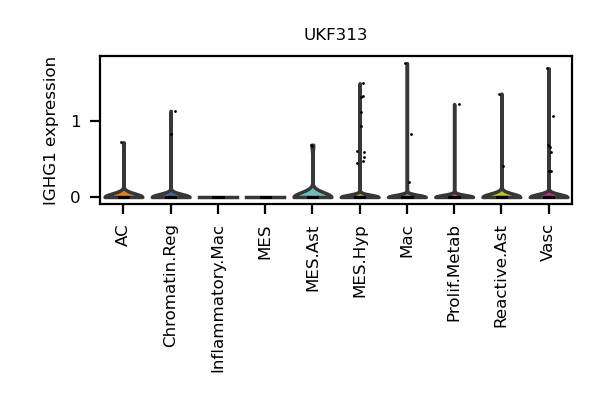 UKF313
IGHG1 expression
1
0
AC
Chromatin.Reg
Inflammatory.Mac
MES
MES.Ast
MES.Hyp
Mac
Prolif.Metab
Reactive.Ast
Vasc